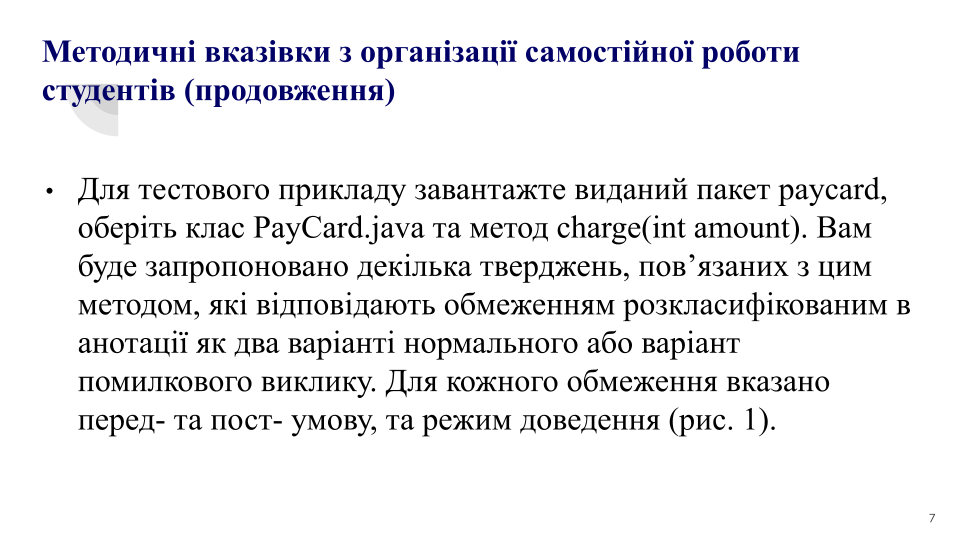 Методичні вказівки з організації самостійної роботи
студентів (продовження)
• Для тестового прикладу завантажте виданий пакет paycard,
оберіть клас PayCard.java та метод charge(int amount). Вам
буде запропоновано декілька тверджень, пов’язаних з цим
методом, які відповідають обмеженням розкласифікованим в
анотації як два варіанті нормального або варіант
помилкового виклику. Для кожного обмеження вказано
перед- та пост- умову, та режим доведення (рис. 1).
7